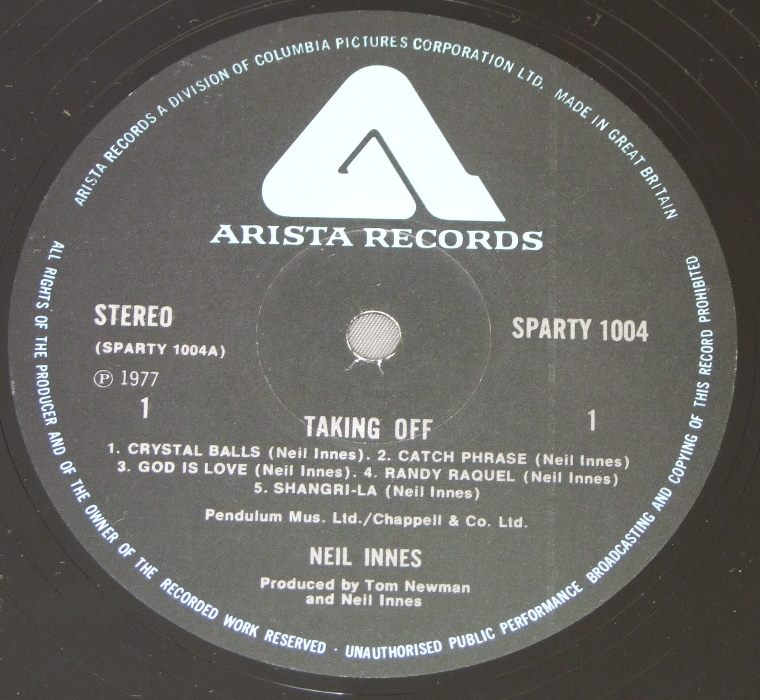 ARISTA RECORDS A DIVISION OF COLUMBIA PICTURES CORPORATION LTD. MADE IN GREAT BRITAIN
ARISTA RECORDS
STEREO
SPARTY 1004
(SPARTY 1004A)
Ⓟ 1977
1
1
TAKING OFF
1. CRYSTAL BALLS (Neil Innes). 2. CATCH PHRASE (Neil Innes)
3. GOD IS LOVE (Neil Innes). 4. RANDY RAQUEL (Neil Innes)
5. SHANGRI-LA (Neil Innes)
Pendulum Mus. Ltd./Chappell & Co. Ltd.
NEIL INNES
Produced by Tom Newman
and Neil Innes
ALL RIGHTS OF THE PRODUCER AND OF THE OWNER OF THE RECORDED WORK RESERVED · UNAUTHORISED PUBLIC PERFORMANCE BROADCASTING AND COPYING OF THIS RECORD PROHIBITED